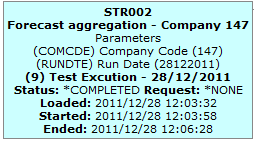 STR002
Forecast aggregation - Company 147
Parameters
(COMCDE) Company Code (147)
(RUNDTE) Run Date (28122011)
(9) Test Excution - 28/12/2011
Status: *COMPLETED Request: *NONE
Loaded: 2011/12/28 12:03:32
Started: 2011/12/28 12:03:58
Ended: 2011/12/28 12:06:28